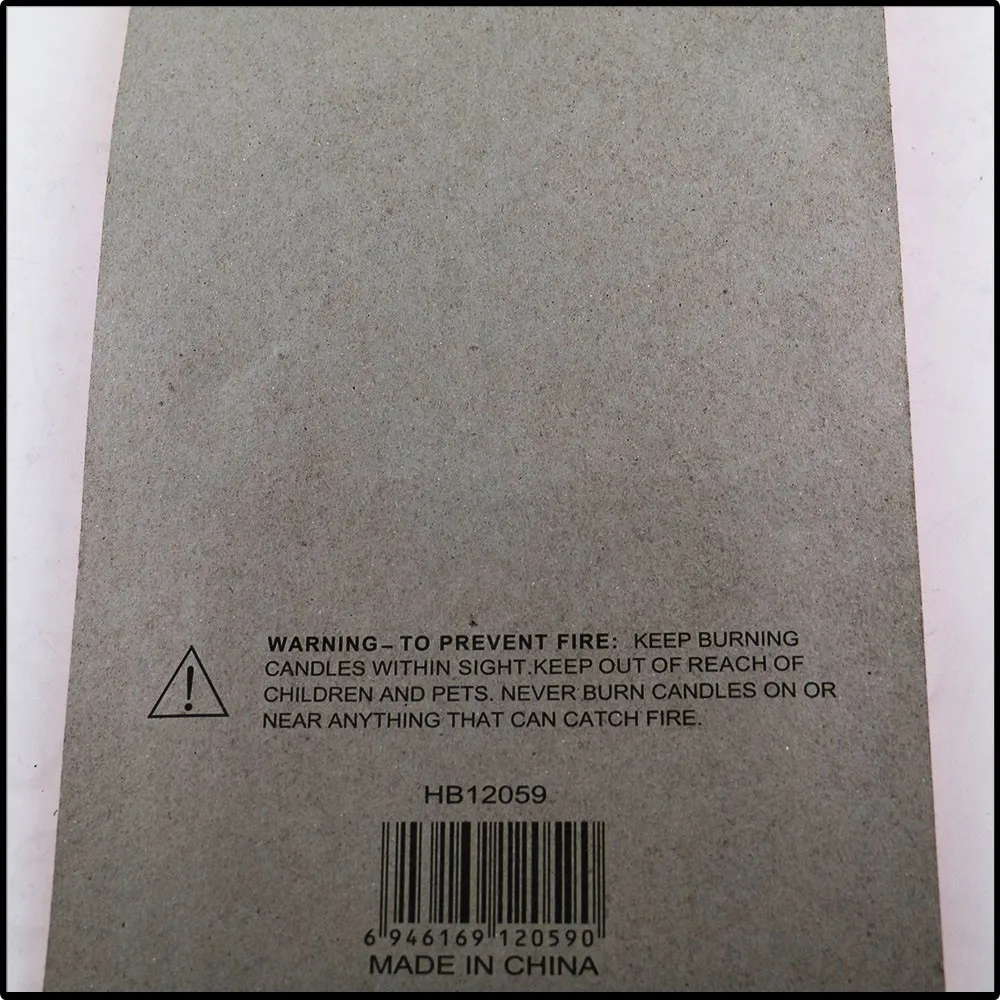 WARNING– TO PREVENT FIRE: KEEP BURNING
CANDLES WITHIN SIGHT.KEEP OUT OF REACH OF
CHILDREN AND PETS. NEVER BURN CANDLES ON OR
NEAR ANYTHING THAT CAN CATCH FIRE.
HB12059
6 946169 120590
MADE IN CHINA